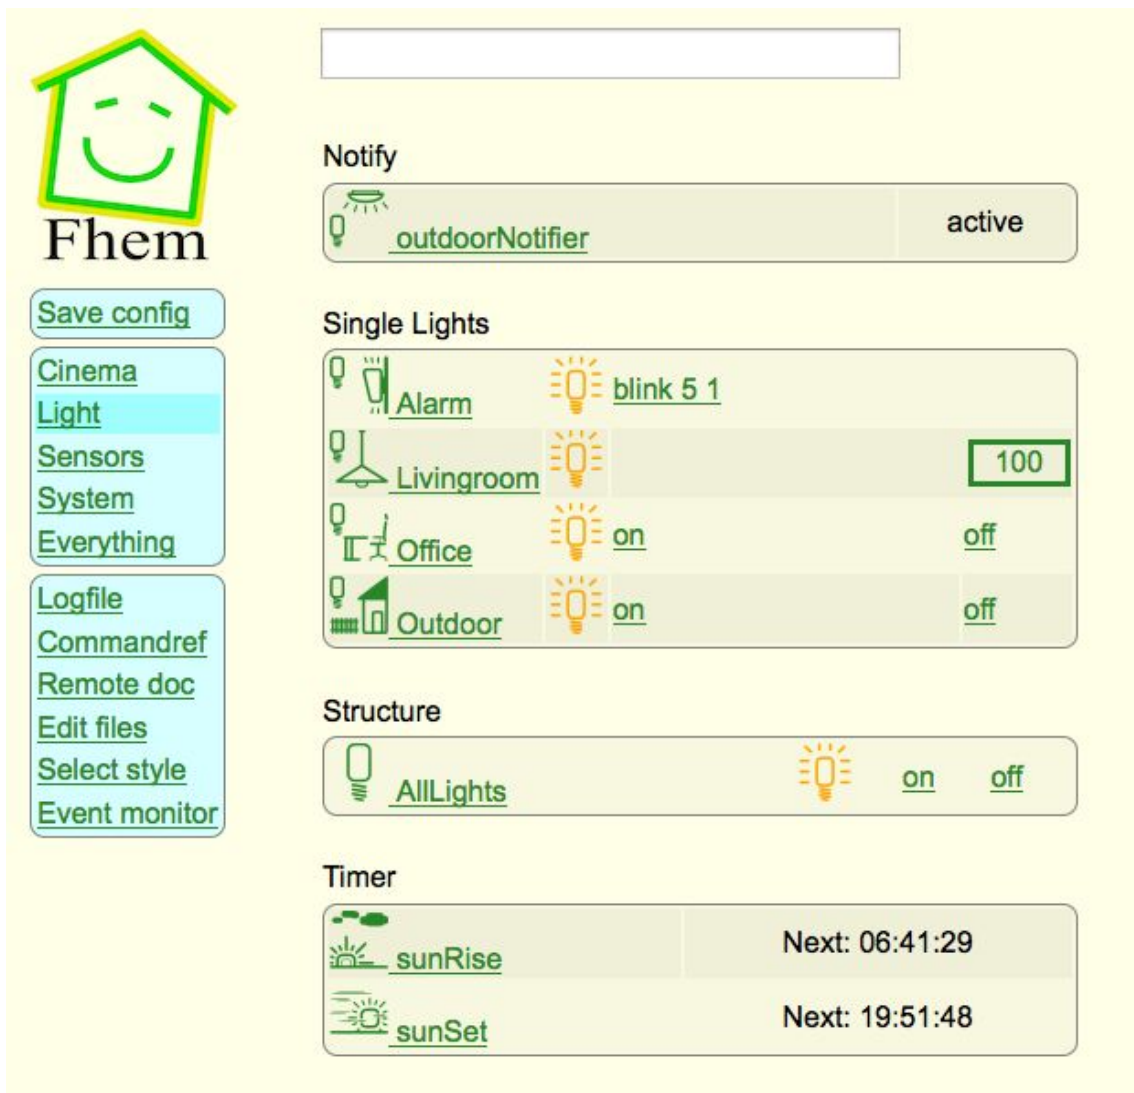 Fhem
Save config
Cinema
Light
Sensors
System
Everything
Logfile
Commandref
Remote doc
Edit files
Select style
Event monitor
Notify
outdoorNotifier active
Single Lights
Alarm blink 5 1
Livingroom 100
Office on off
Outdoor on off
Structure
AllLights on off
Timer
sunRise Next: 06:41:29
sunSet Next: 19:51:48